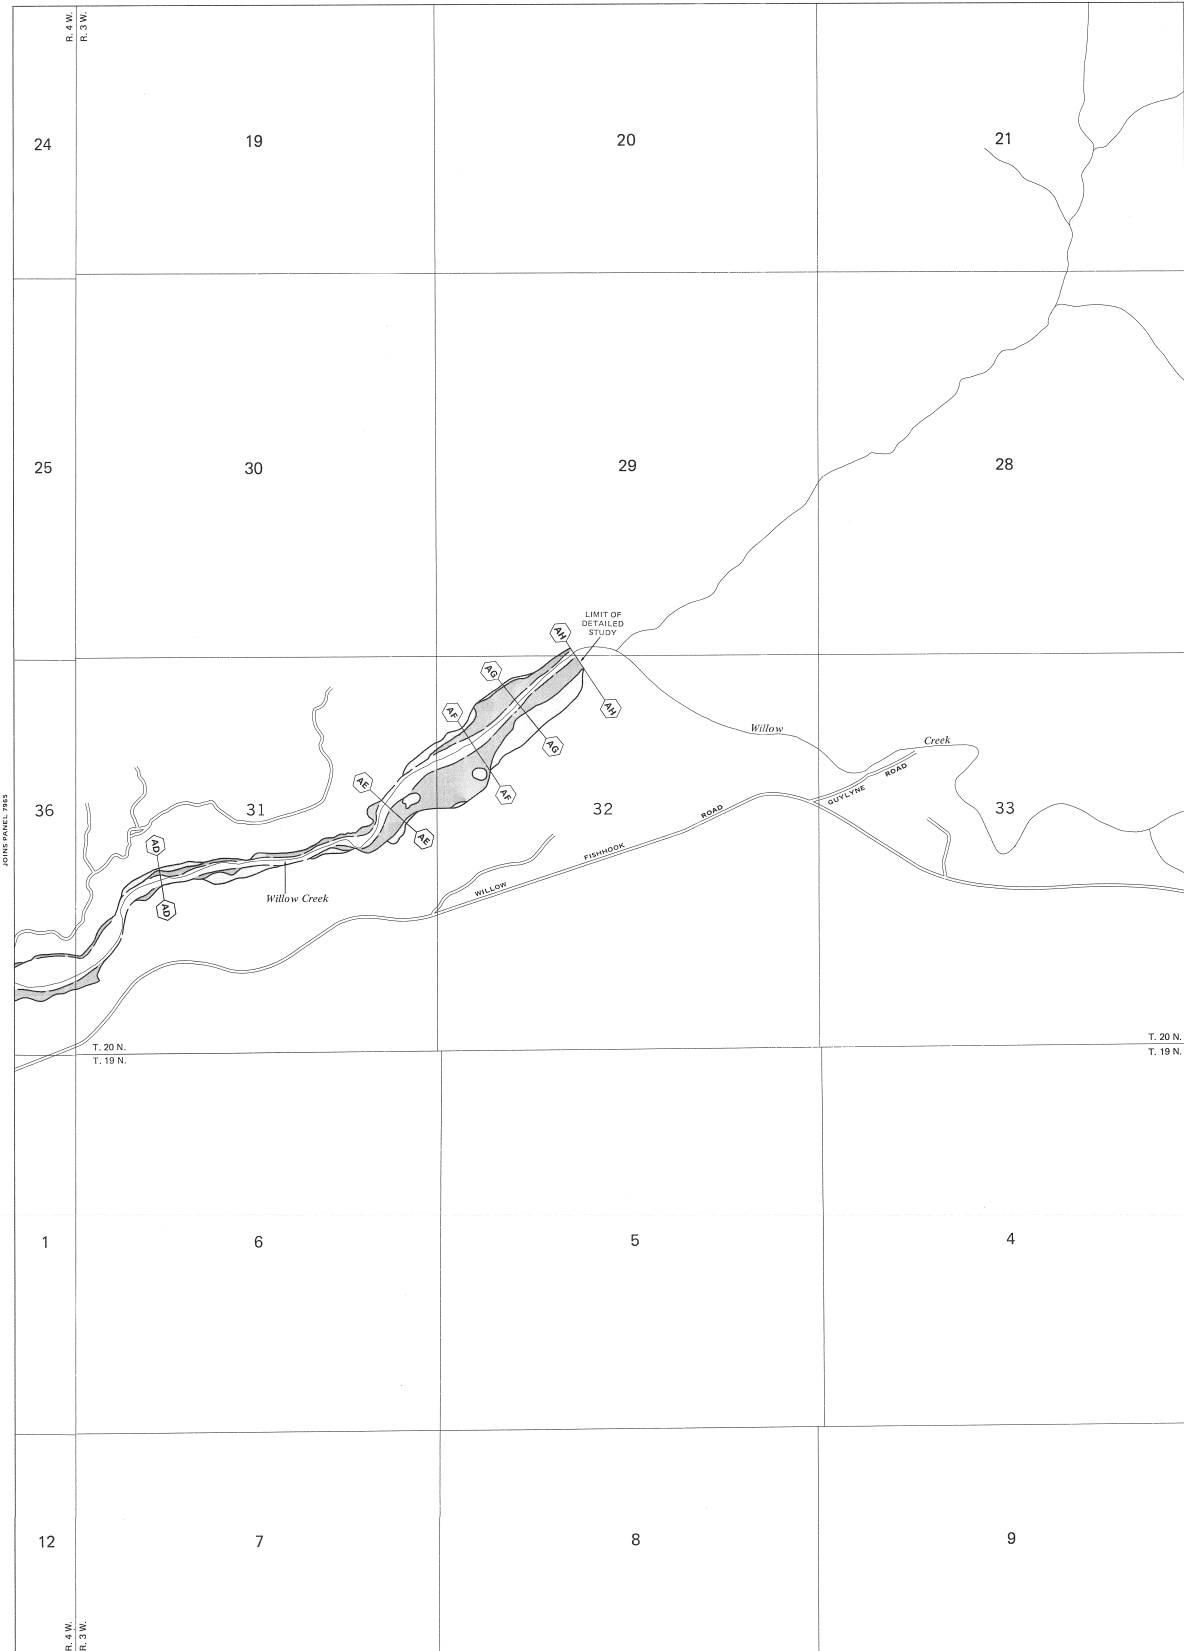 R. 4 W.
R. 3 W.
24
19
20
21
25
30
29
28
LIMIT OF
DETAILED
STUDY
AH
AG
AF
AH
AG
AF
AE
AE
AD
AD
Willow
Creek
GUYLYNE ROAD
WILLOW FISHHOOK ROAD
Willow Creek
36
31
32
33
JOINS PANEL 7965
T. 20 N.
T. 19 N.
T. 20 N.
T. 19 N.
1
6
5
4
12
7
8
9
R. 4 W.
R. 3 W.